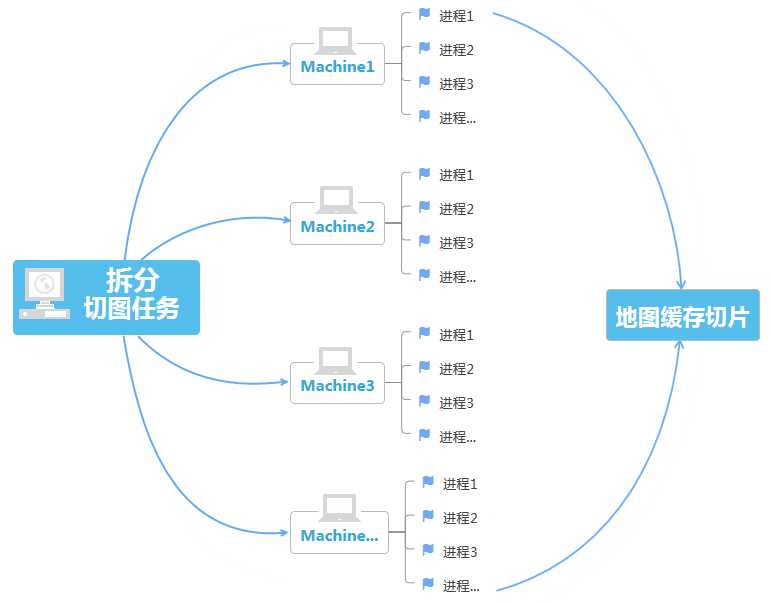 拆分
切图任务
Machine1
进程1
进程2
进程3
进程...
Machine2
进程1
进程2
进程3
进程...
Machine3
进程1
进程2
进程3
进程...
Machine...
进程1
进程2
进程3
进程...
地图缓存切片